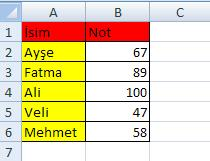 A B C
1 İsim Not
2 Ayşe 67
3 Fatma 89
4 Ali 100
5 Veli 47
6 Mehmet 58
7